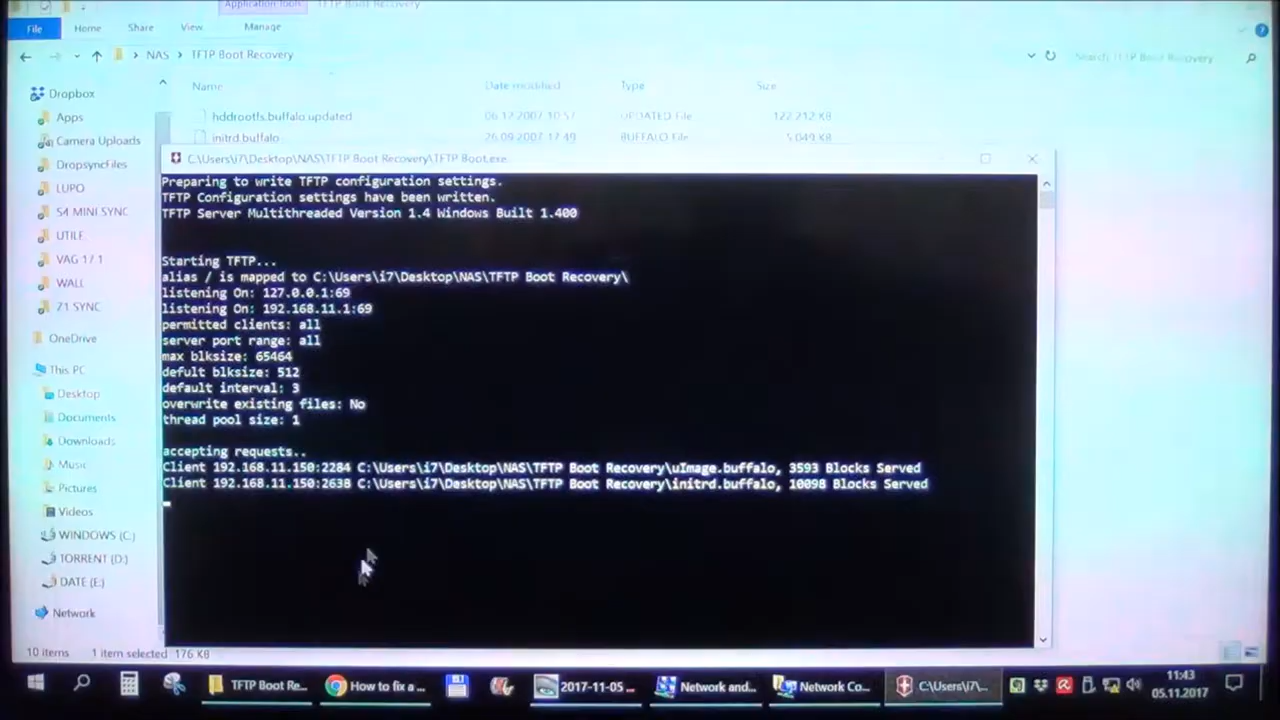 Application Tools TFTP Boot Recovery
File Home Share View Manage
NAS TFTP Boot Recovery Search TFTP Boot Recovery
Name Date modified Type Size
hddrootfs.buffalo.updated 06.12.2007 10:57 UPDATED File 122.212 KB
initrd.buffalo 26.09.2007 17:49 BUFFALO File 5.049 KB
Dropbox
Apps
Camera Uploads
DropsyncFiles
LUPO
S4 MINI SYNC
UTILE
VAG 1 / 1
WALL
Z1 SYNC
OneDrive
This PC
Desktop
Documents
Downloads
Music
Pictures
Videos
WINDOWS (C:)
TORRENT (D:)
DATE (E:)
Network
C:\Users\i7\Desktop\NAS\TFTP Boot Recovery\TFTP Boot.exe
Preparing to write TFTP configuration settings.
TFTP Configuration settings have been written.
TFTP Server Multithreaded Version 1.4 Windows Built 1.400
Starting TFTP...
alias / is mapped to C:\Users\i7\Desktop\NAS\TFTP Boot Recovery\
listening On: 127.0.0.1:69
listening On: 192.168.11.1:69
permitted clients: all
server port range: all
max blksize: 65464
defult blksize: 512
default interval: 3
overwrite existing files: No
thread pool size: 1
accepting requests..
Client 192.168.11.150:2284 C:\Users\i7\Desktop\NAS\TFTP Boot Recovery\uImage.buffalo, 3593 Blocks Served
Client 192.168.11.150:2638 C:\Users\i7\Desktop\NAS\TFTP Boot Recovery\initrd.buffalo, 10098 Blocks Served
10 items 1 item selected 176 KB
TFTP Boot Re... How to fix a ... 2017-11-05 ... Network and... Network Co... C:\Users\i7\... 11:43
05.11.2017